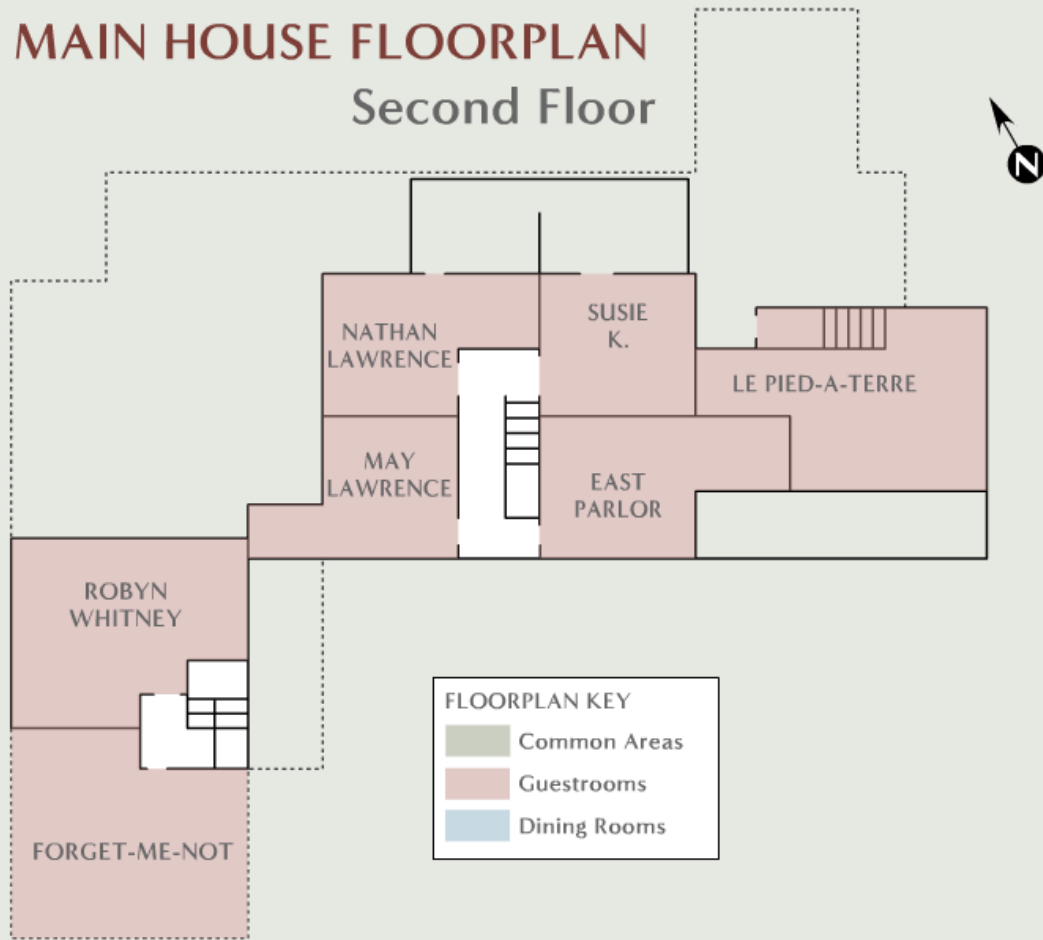 MAIN HOUSE FLOORPLAN
Second Floor
N
NATHAN
LAWRENCE
SUSIE
K.
LE PIED-A-TERRE
MAY
LAWRENCE
EAST
PARLOR
ROBYN
WHITNEY
FORGET-ME-NOT
FLOORPLAN KEY
Common Areas
Guestrooms
Dining Rooms